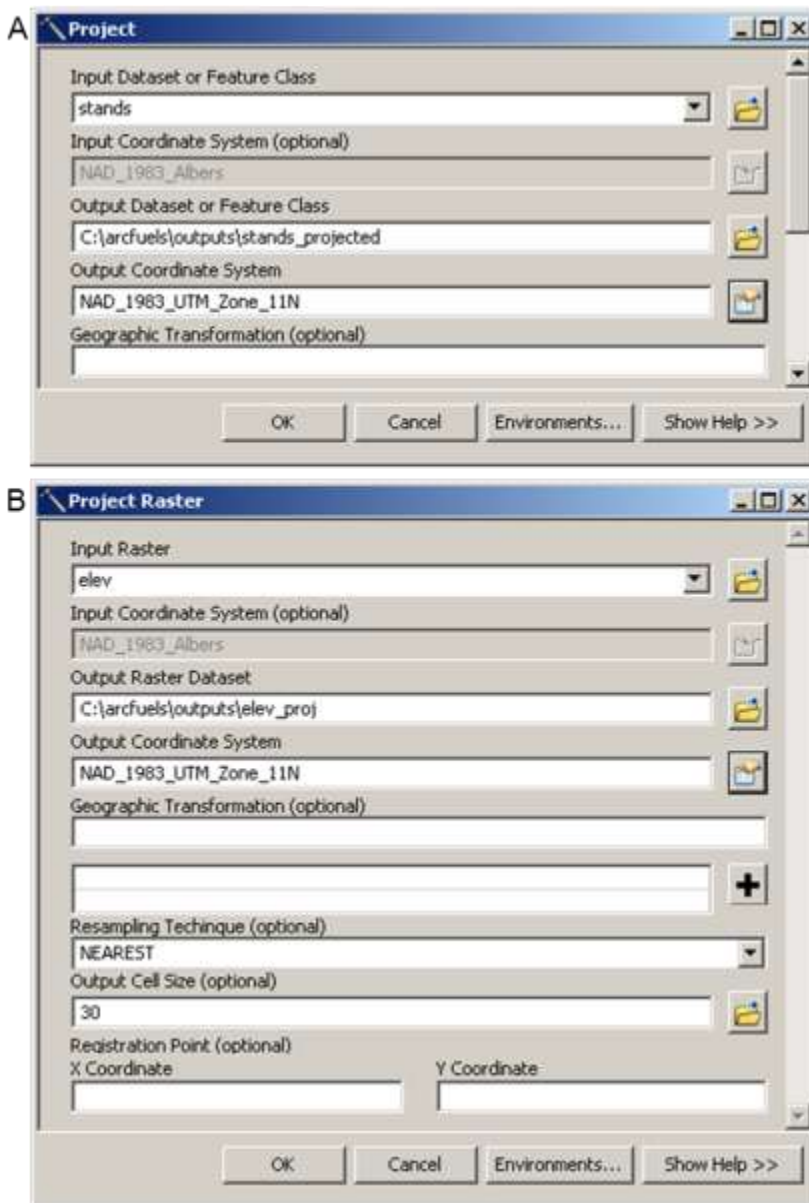 A
Project
Input Dataset or Feature Class
stands
Input Coordinate System (optional)
NAD_1983_Albers
Output Dataset or Feature Class
C:\arcfuels\outputs\stands_projected
Output Coordinate System
NAD_1983_UTM_Zone_11N
Geographic Transformation (optional)
OK Cancel Environments... Show Help >>
B
Project Raster
Input Raster
elev
Input Coordinate System (optional)
NAD_1983_Albers
Output Raster Dataset
C:\arcfuels\outputs\elev_proj
Output Coordinate System
NAD_1983_UTM_Zone_11N
Geographic Transformation (optional)
Resampling Techinque (optional)
NEAREST
Output Cell Size (optional)
30
Registration Point (optional)
X Coordinate Y Coordinate
OK Cancel Environments... Show Help >>